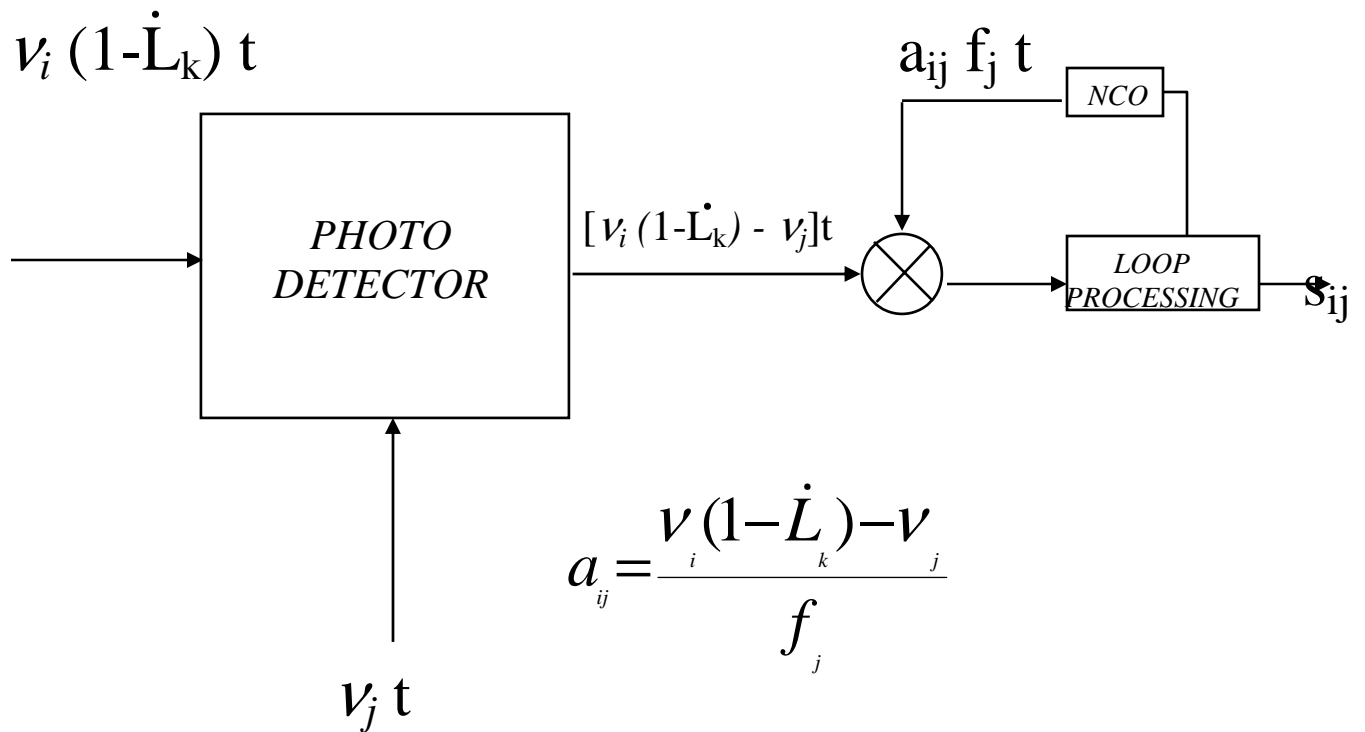 νᵢ (1-L̇ₖ) t
aᵢⱼ fⱼ t
NCO
PHOTO
DETECTOR
[νᵢ (1-L̇ₖ) - νⱼ]t
LOOP
PROCESSING
sᵢⱼ
aᵢⱼ = (νᵢ(1−L̇ₖ)−νⱼ) / fⱼ
νⱼ t